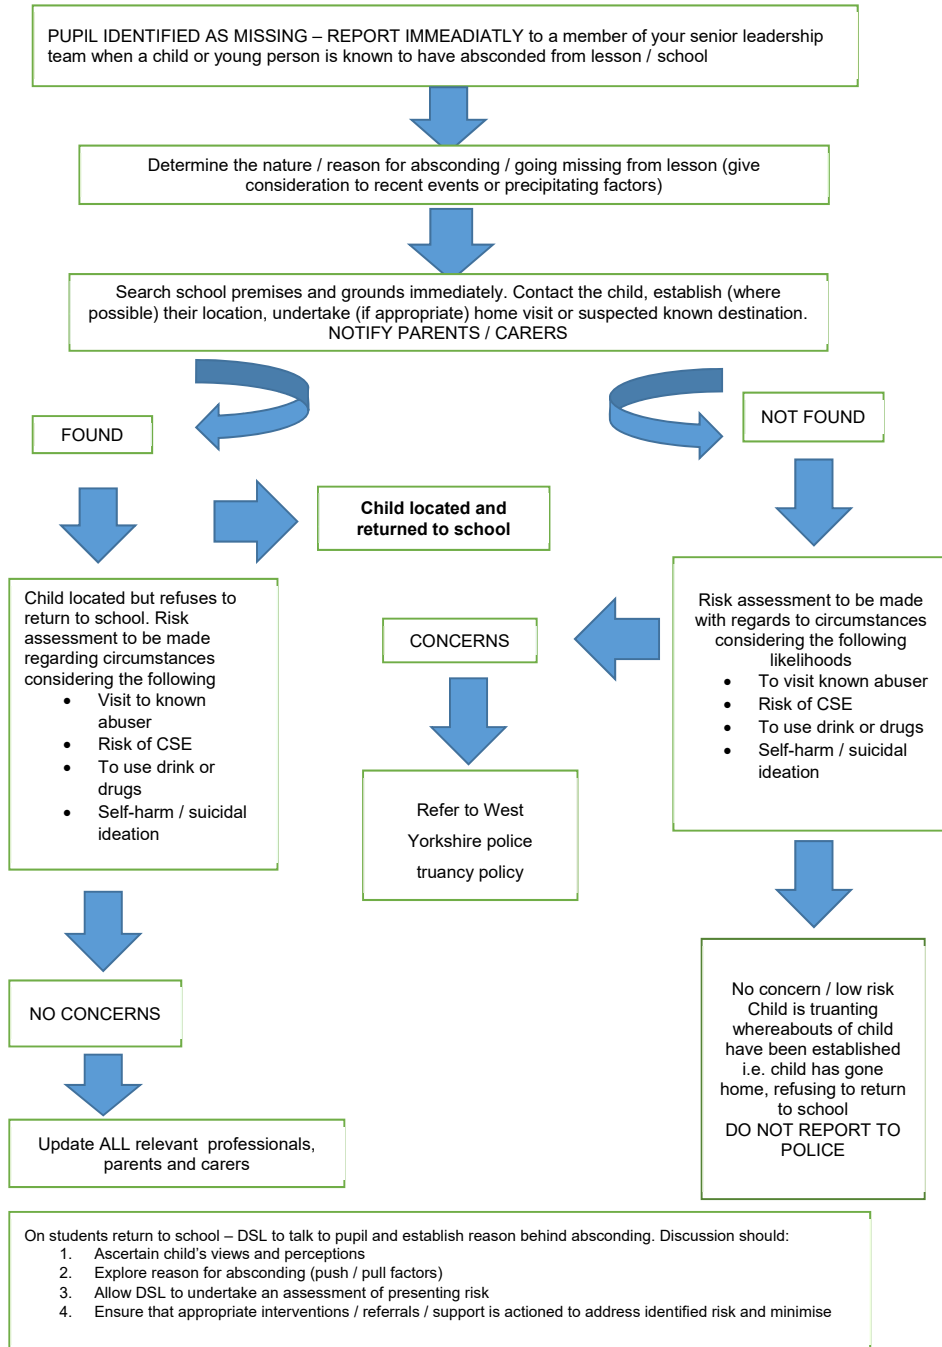 PUPIL IDENTIFIED AS MISSING – REPORT IMMEADIATLY to a member of your senior leadership
team when a child or young person is known to have absconded from lesson / school
Determine the nature / reason for absconding / going missing from lesson (give
consideration to recent events or precipitating factors)
Search school premises and grounds immediately. Contact the child, establish (where
possible) their location, undertake (if appropriate) home visit or suspected known destination.
NOTIFY PARENTS / CARERS
FOUND
NOT FOUND
Child located and
returned to school
Child located but refuses to
return to school. Risk
assessment to be made
regarding circumstances
considering the following
• Visit to known
abuser
• Risk of CSE
• To use drink or
drugs
• Self-harm / suicidal
ideation
CONCERNS
Risk assessment to be made
with regards to circumstances
considering the following
likelihoods
• To visit known abuser
• Risk of CSE
• To use drink or drugs
• Self-harm / suicidal
ideation
Refer to West
Yorkshire police
truancy policy
NO CONCERNS
No concern / low risk
Child is truanting
whereabouts of child
have been established
i.e. child has gone
home, refusing to return
to school
DO NOT REPORT TO
POLICE
Update ALL relevant professionals,
parents and carers
On students return to school – DSL to talk to pupil and establish reason behind absconding. Discussion should:
1. Ascertain child's views and perceptions
2. Explore reason for absconding (push / pull factors)
3. Allow DSL to undertake an assessment of presenting risk
4. Ensure that appropriate interventions / referrals / support is actioned to address identified risk and minimise